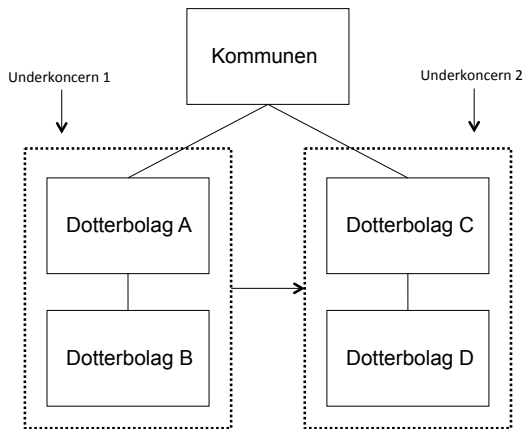 Kommunen
Underkoncern 1
Underkoncern 2
Dotterbolag A
Dotterbolag C
Dotterbolag B
Dotterbolag D